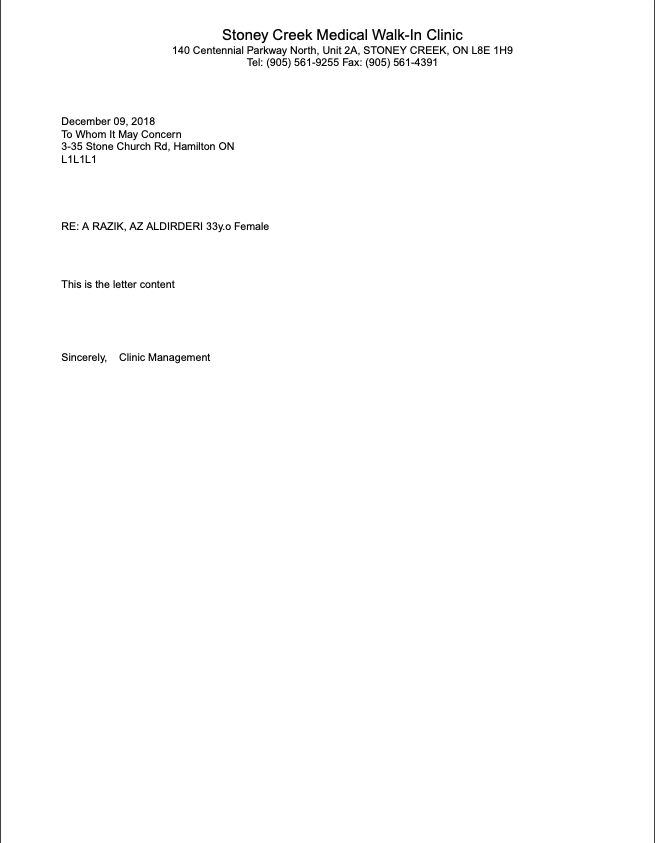 Stoney Creek Medical Walk-In Clinic
140 Centennial Parkway North, Unit 2A, STONEY CREEK, ON L8E 1H9
Tel: (905) 561-9255 Fax: (905) 561-4391
December 09, 2018
To Whom It May Concern
3-35 Stone Church Rd, Hamilton ON
L1L1L1
RE: A RAZIK, AZ ALDIRDERI 33y.o Female
This is the letter content
Sincerely, Clinic Management